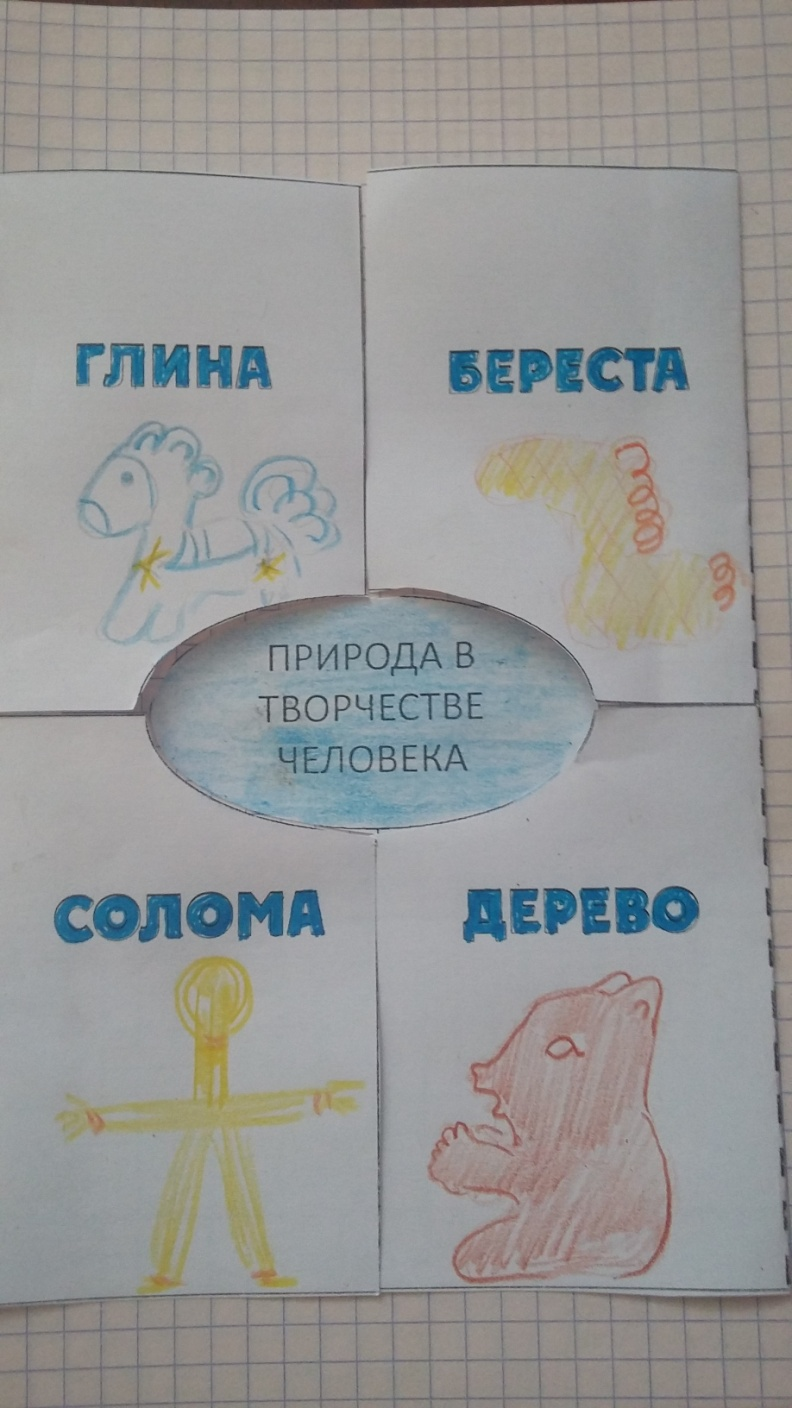 ГЛИНА
БЕРЕСТА
ПРИРОДА В
ТВОРЧЕСТВЕ
ЧЕЛОВЕКА
СОЛОМА
ДЕРЕВО